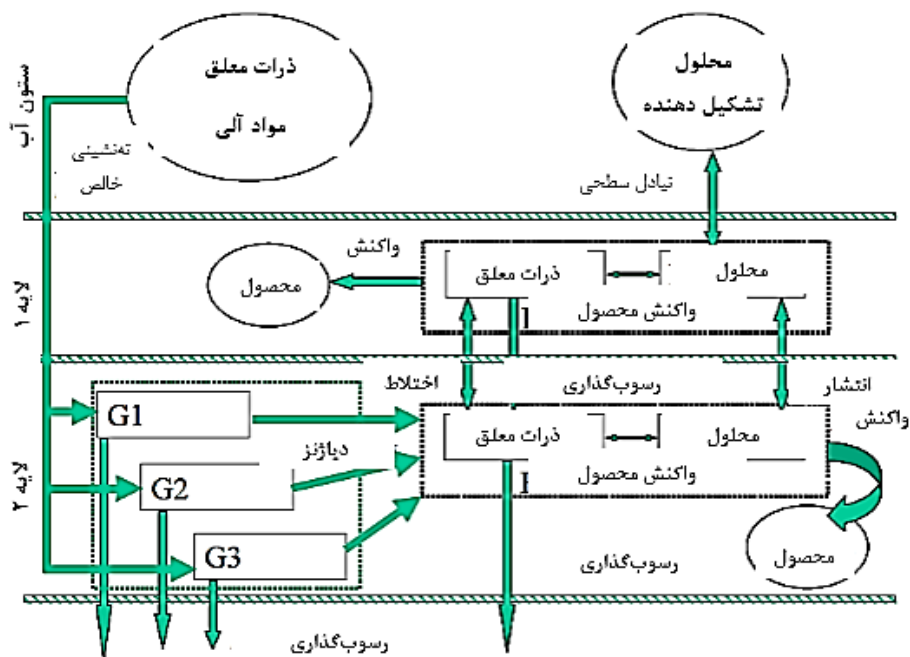 ستون آب
ذرات معلق
مواد آلی
محلول
تشکیل دهنده
ته‌نشینی
خالص
تبادل سطحی
لایه ۱
واکنش
محصول
ذرات معلق
محلول
واکنش محصول
اختلاط
رسوب‌گذاری
انتشار
واکنش
لایه ۲
G1
دیاژنز
G2
G3
ذرات معلق
محلول
واکنش محصول
محصول
رسوب‌گذاری
رسوب‌گذاری